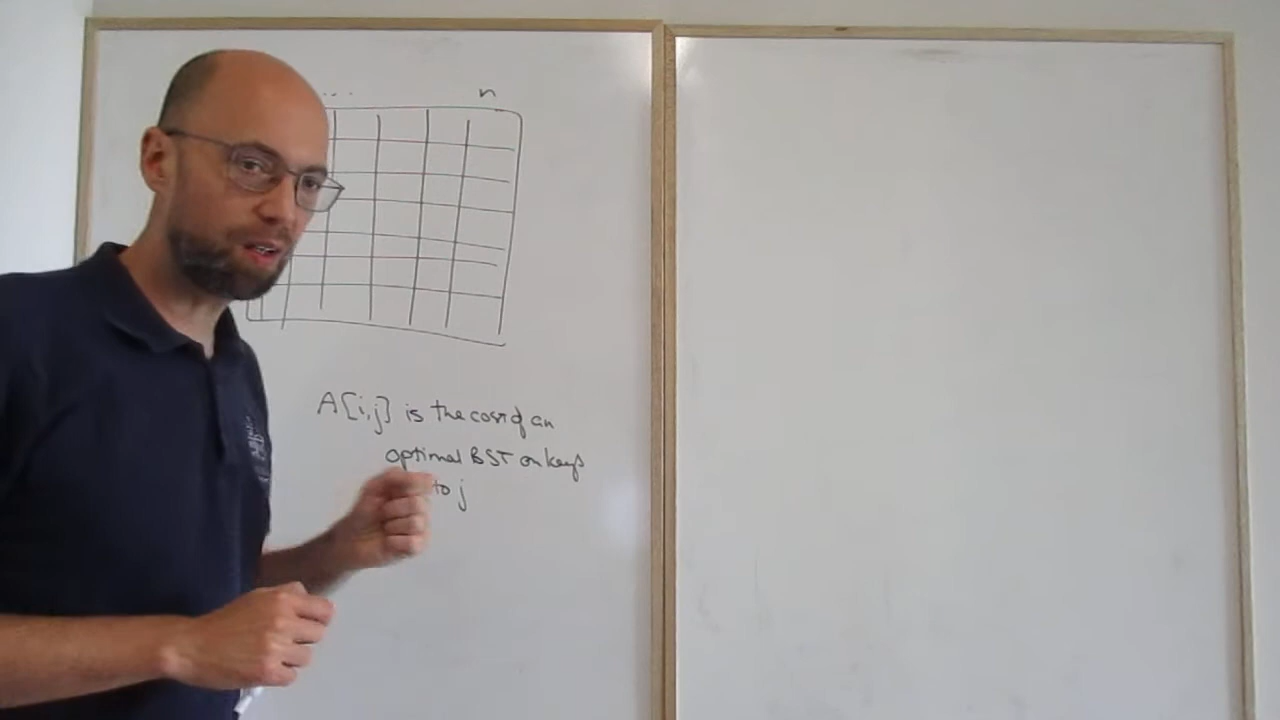 ... n
A[i,j] is the cost of an
optimal BST on keys
to j